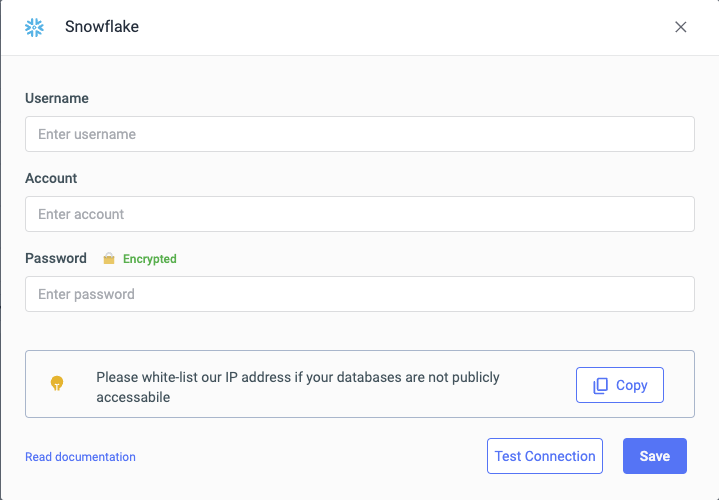 Snowflake
Username
Enter username
Account
Enter account
Password Encrypted
Enter password
Please white-list our IP address if your databases are not publicly
accessabile
Copy
Read documentation
Test Connection
Save